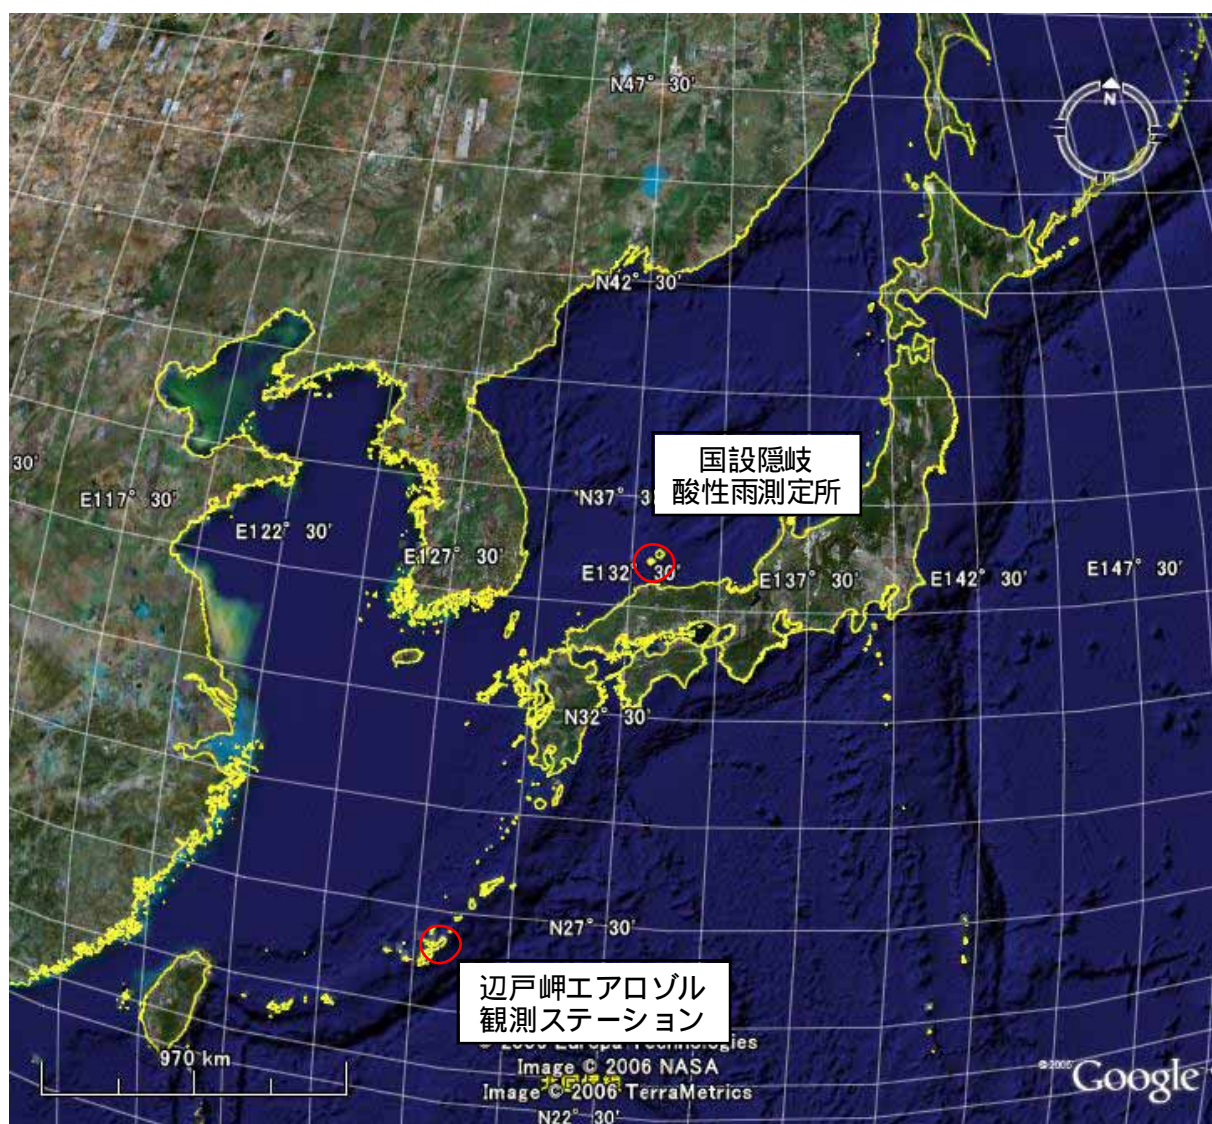 N47° 30'
N
N42° 30'
国設隠岐
酸性雨測定所
30'
E117° 30'
N37°
E122° 30'
E127° 30'
E132° 30'
E137° 30'
E142° 30'
E147° 30'
N32° 30'
N27° 30'
辺戸岬エアロゾル
観測ステーション
970 km
Image © 2006 NASA
Image © 2006 TerraMetrics
© 2005 Google
N22° 30'